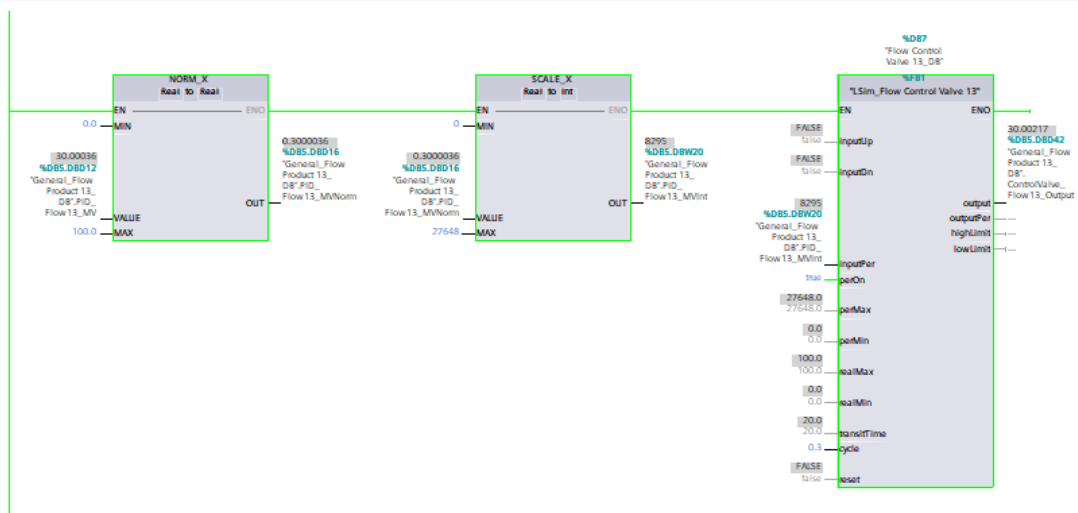 NORM_X
Real to Real
EN
ENO
0.0
MIN
30.00036
%DB5.DBD12
"General_Flow
Product 13_
DB".PID_
Flow13_MV
VALUE
100.0
MAX
OUT
0.3000036
%DB5.DBD16
"General_Flow
Product 13_
DB".PID_
Flow13_MVNorm
SCALE_X
Real to Int
EN
ENO
0
MIN
0.3000036
%DB5.DBD16
"General_Flow
Product 13_
DB".PID_
Flow13_MVNorm
VALUE
27648
MAX
OUT
8295
%DB5.DBW20
"General_Flow
Product 13_
DB".PID_
Flow13_MVInt
%DB7
"Flow Control
Valve 13_DB"
%FB1
"LSim_Flow Control Valve 13"
EN
ENO
FALSE
false
inputUp
FALSE
false
inputDn
8295
%DB5.DBW20
"General_Flow
Product 13_
DB".PID_
Flow13_MVInt
inputPer
true
perOn
27648.0
27648.0
perMax
0.0
0.0
perMin
100.0
100.0
realMax
0.0
0.0
realMin
20.0
20.0
transitTime
0.3
cycle
FALSE
false
reset
30.00217
%DB5.DBD42
"General_Flow
Product 13_
DB".
ControlValve_
Flow13_Output
output
outputPer
...
highLimit
...
lowLimit
...